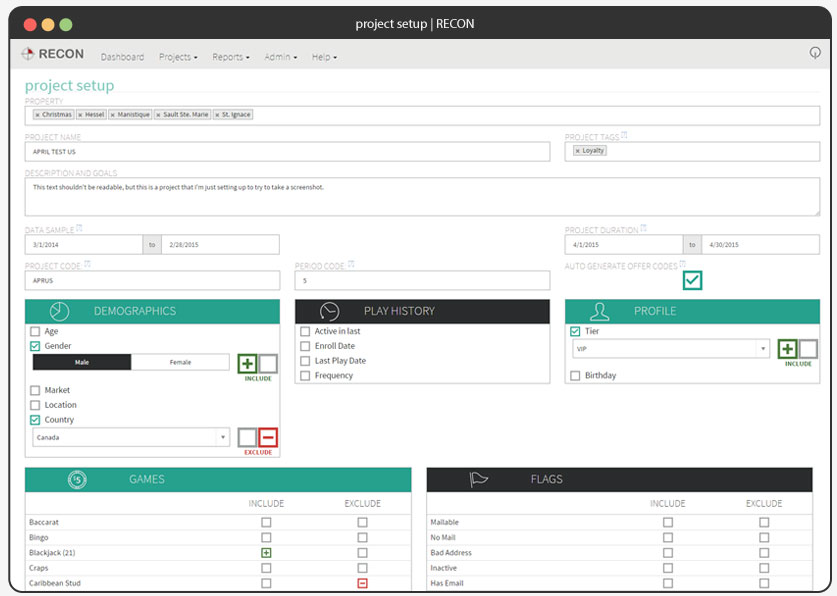 project setup | RECON
RECON Dashboard Projects Reports Admin Help
project setup
PROPERTY
× Christmas × Hessel × Manistique × Sault Ste. Marie × St. Ignace
PROJECT NAME PROJECT TAGS [?]
APRIL TEST US × Loyalty
DESCRIPTION AND GOALS
This text shouldn't be readable, but this is a project that i'm just setting up to try to take a screenshot.
DATA SAMPLE [?] PROJECT DURATION [?]
3/1/2014 to 2/28/2015 4/1/2015 to 4/30/2015
PROJECT CODE: [?] PERIOD CODE: [?] AUTO GENERATE OFFER CODES [?]
APRUS 5
DEMOGRAPHICS
Age
Gender
Male Female
INCLUDE
Market
Location
Country
Canada
EXCLUDE
PLAY HISTORY
Active in last
Enroll Date
Last Play Date
Frequency
PROFILE
Tier
VIP
INCLUDE
Birthday
$ GAMES
INCLUDE EXCLUDE
Baccarat
Bingo
Blackjack (21)
Craps
Caribbean Stud
FLAGS
INCLUDE EXCLUDE
Mailable
No Mail
Bad Address
Inactive
Has Email